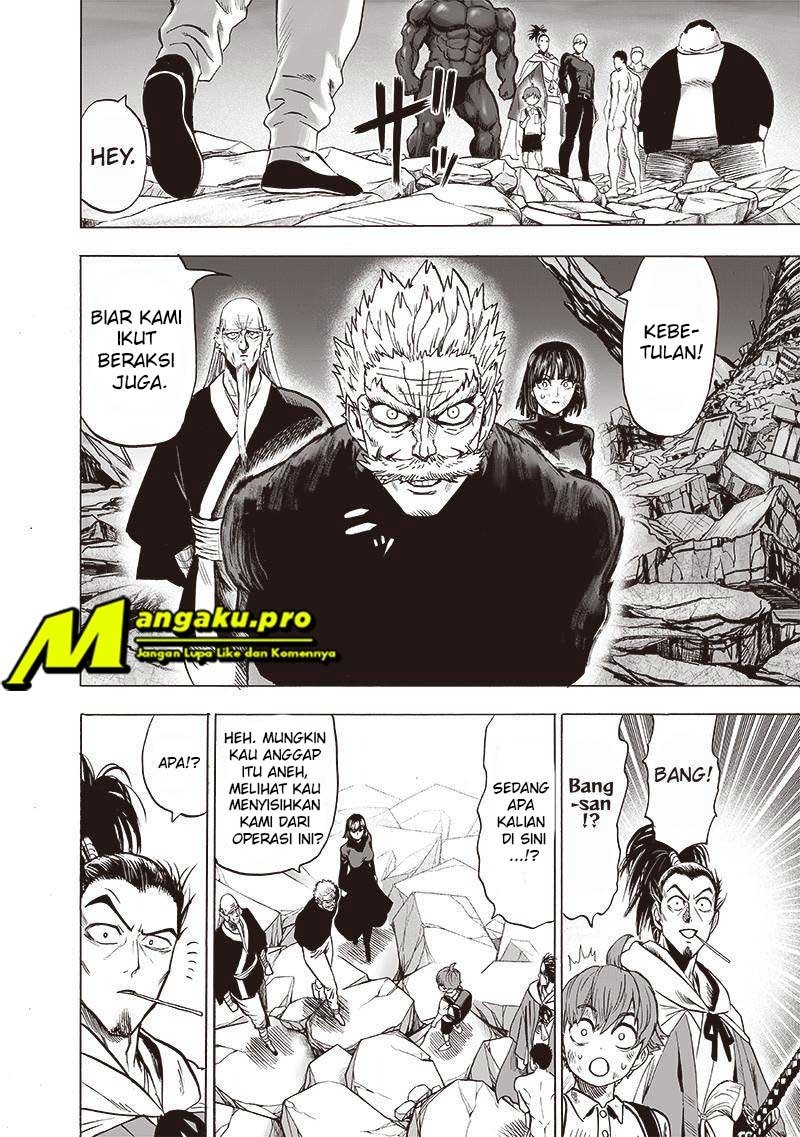 HEY.
KEBE-
TULAN!
BIAR KAMI
IKUT
BERAKSI
JUGA.
Mangaku.pro
Jangan Lupa Like dan Komennya
BANG!
Bang
-san
!?
SEDANG
APA
KALIAN
DI SINI
...!?
HEH. MUNGKIN
KAU ANGGAP
ITU ANEH,
MELIHAT KAU
MENYISIHKAN
KAMI DARI
OPERASI INI?
APA!?